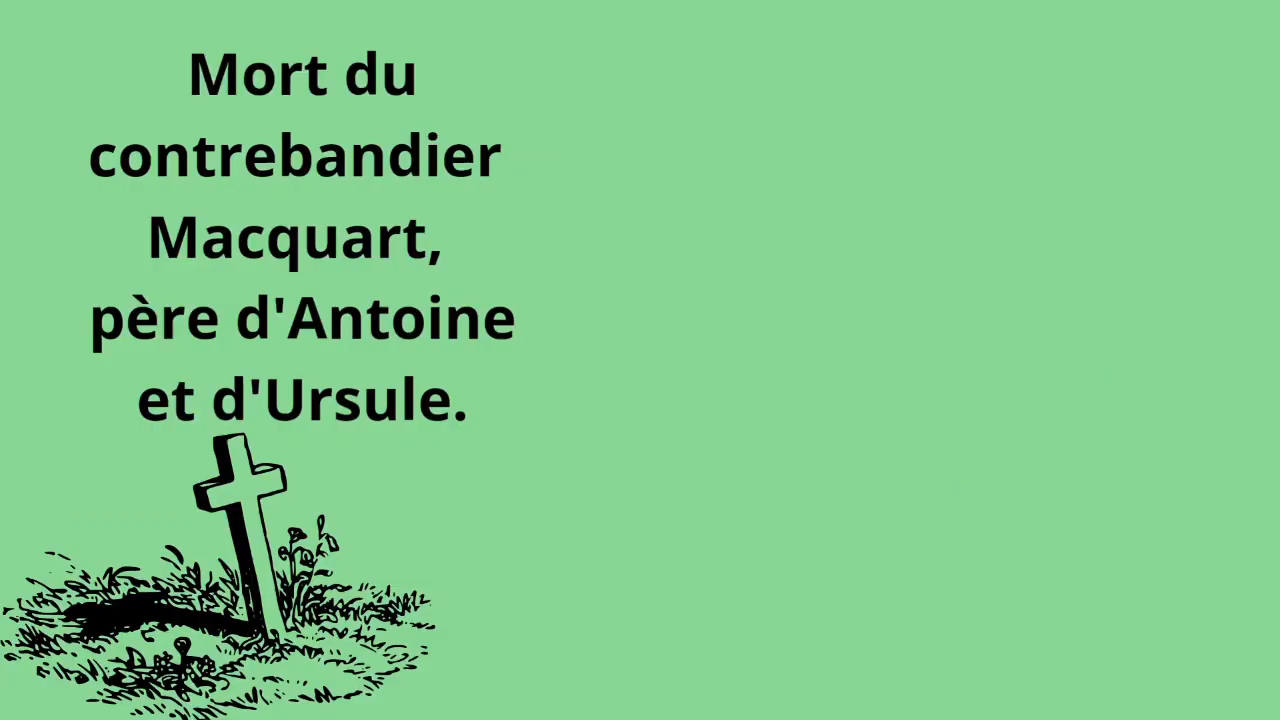 Mort du
contrebandier
Macquart,
père d'Antoine
et d'Ursule.